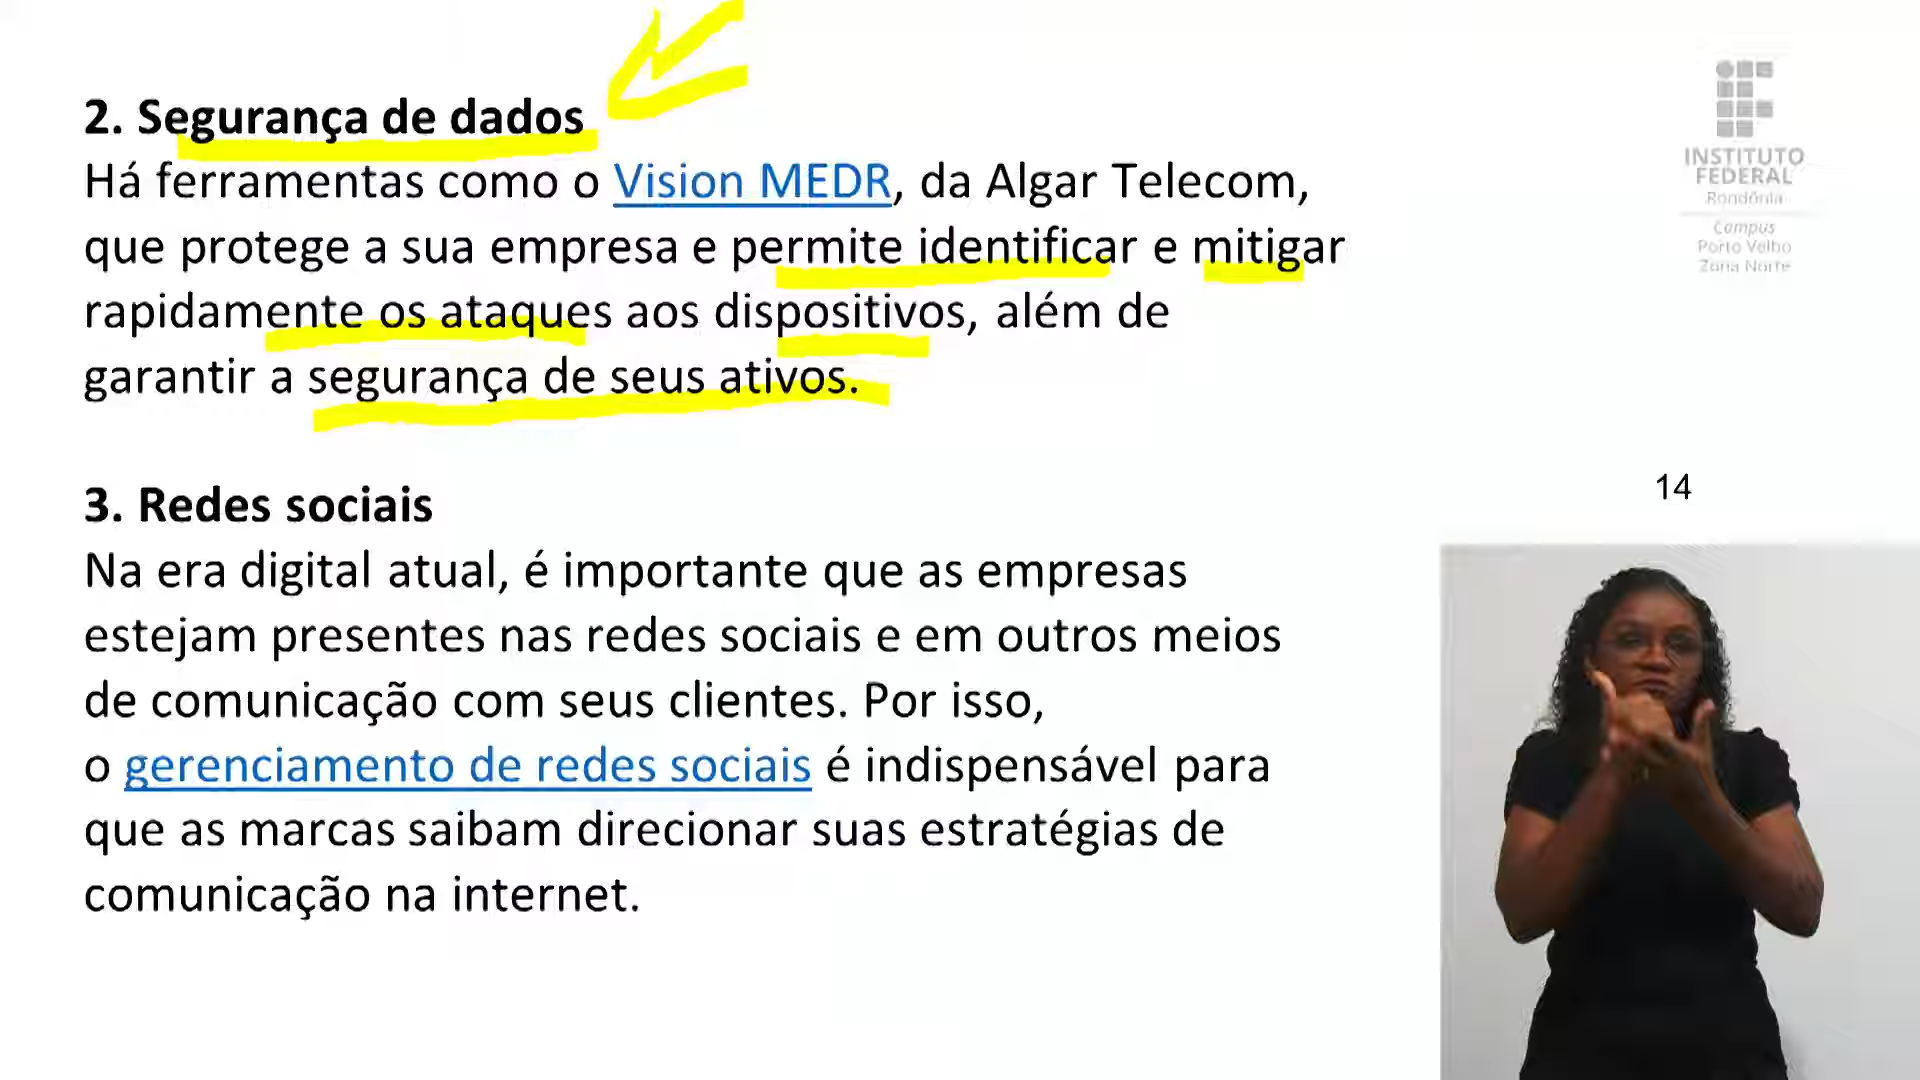 2. Segurança de dados
Há ferramentas como o Vision MEDR, da Algar Telecom,
que protege a sua empresa e permite identificar e mitigar
rapidamente os ataques aos dispositivos, além de
garantir a segurança de seus ativos.
3. Redes sociais
Na era digital atual, é importante que as empresas
estejam presentes nas redes sociais e em outros meios
de comunicação com seus clientes. Por isso,
o gerenciamento de redes sociais é indispensável para
que as marcas saibam direcionar suas estratégias de
comunicação na internet.
INSTITUTO
FEDERAL
Rondônia
Campus
Porto Velho
Zona Norte
14